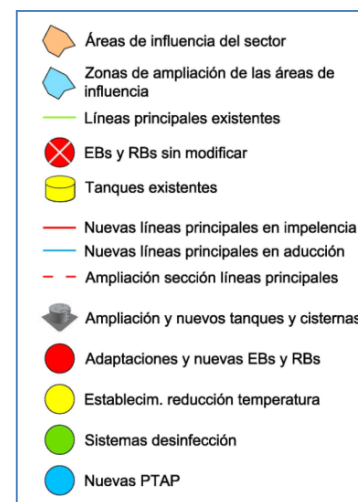 Áreas de influencia del sector
Zonas de ampliación de las áreas de
influencia
Líneas principales existentes
EBs y RBs sin modificar
Tanques existentes
Nuevas líneas principales en impelencia
Nuevas líneas principales en aducción
Ampliación sección líneas principales
Ampliación y nuevos tanques y cisternas
Adaptaciones y nuevas EBs y RBs
Establecim. reducción temperatura
Sistemas desinfección
Nuevas PTAP